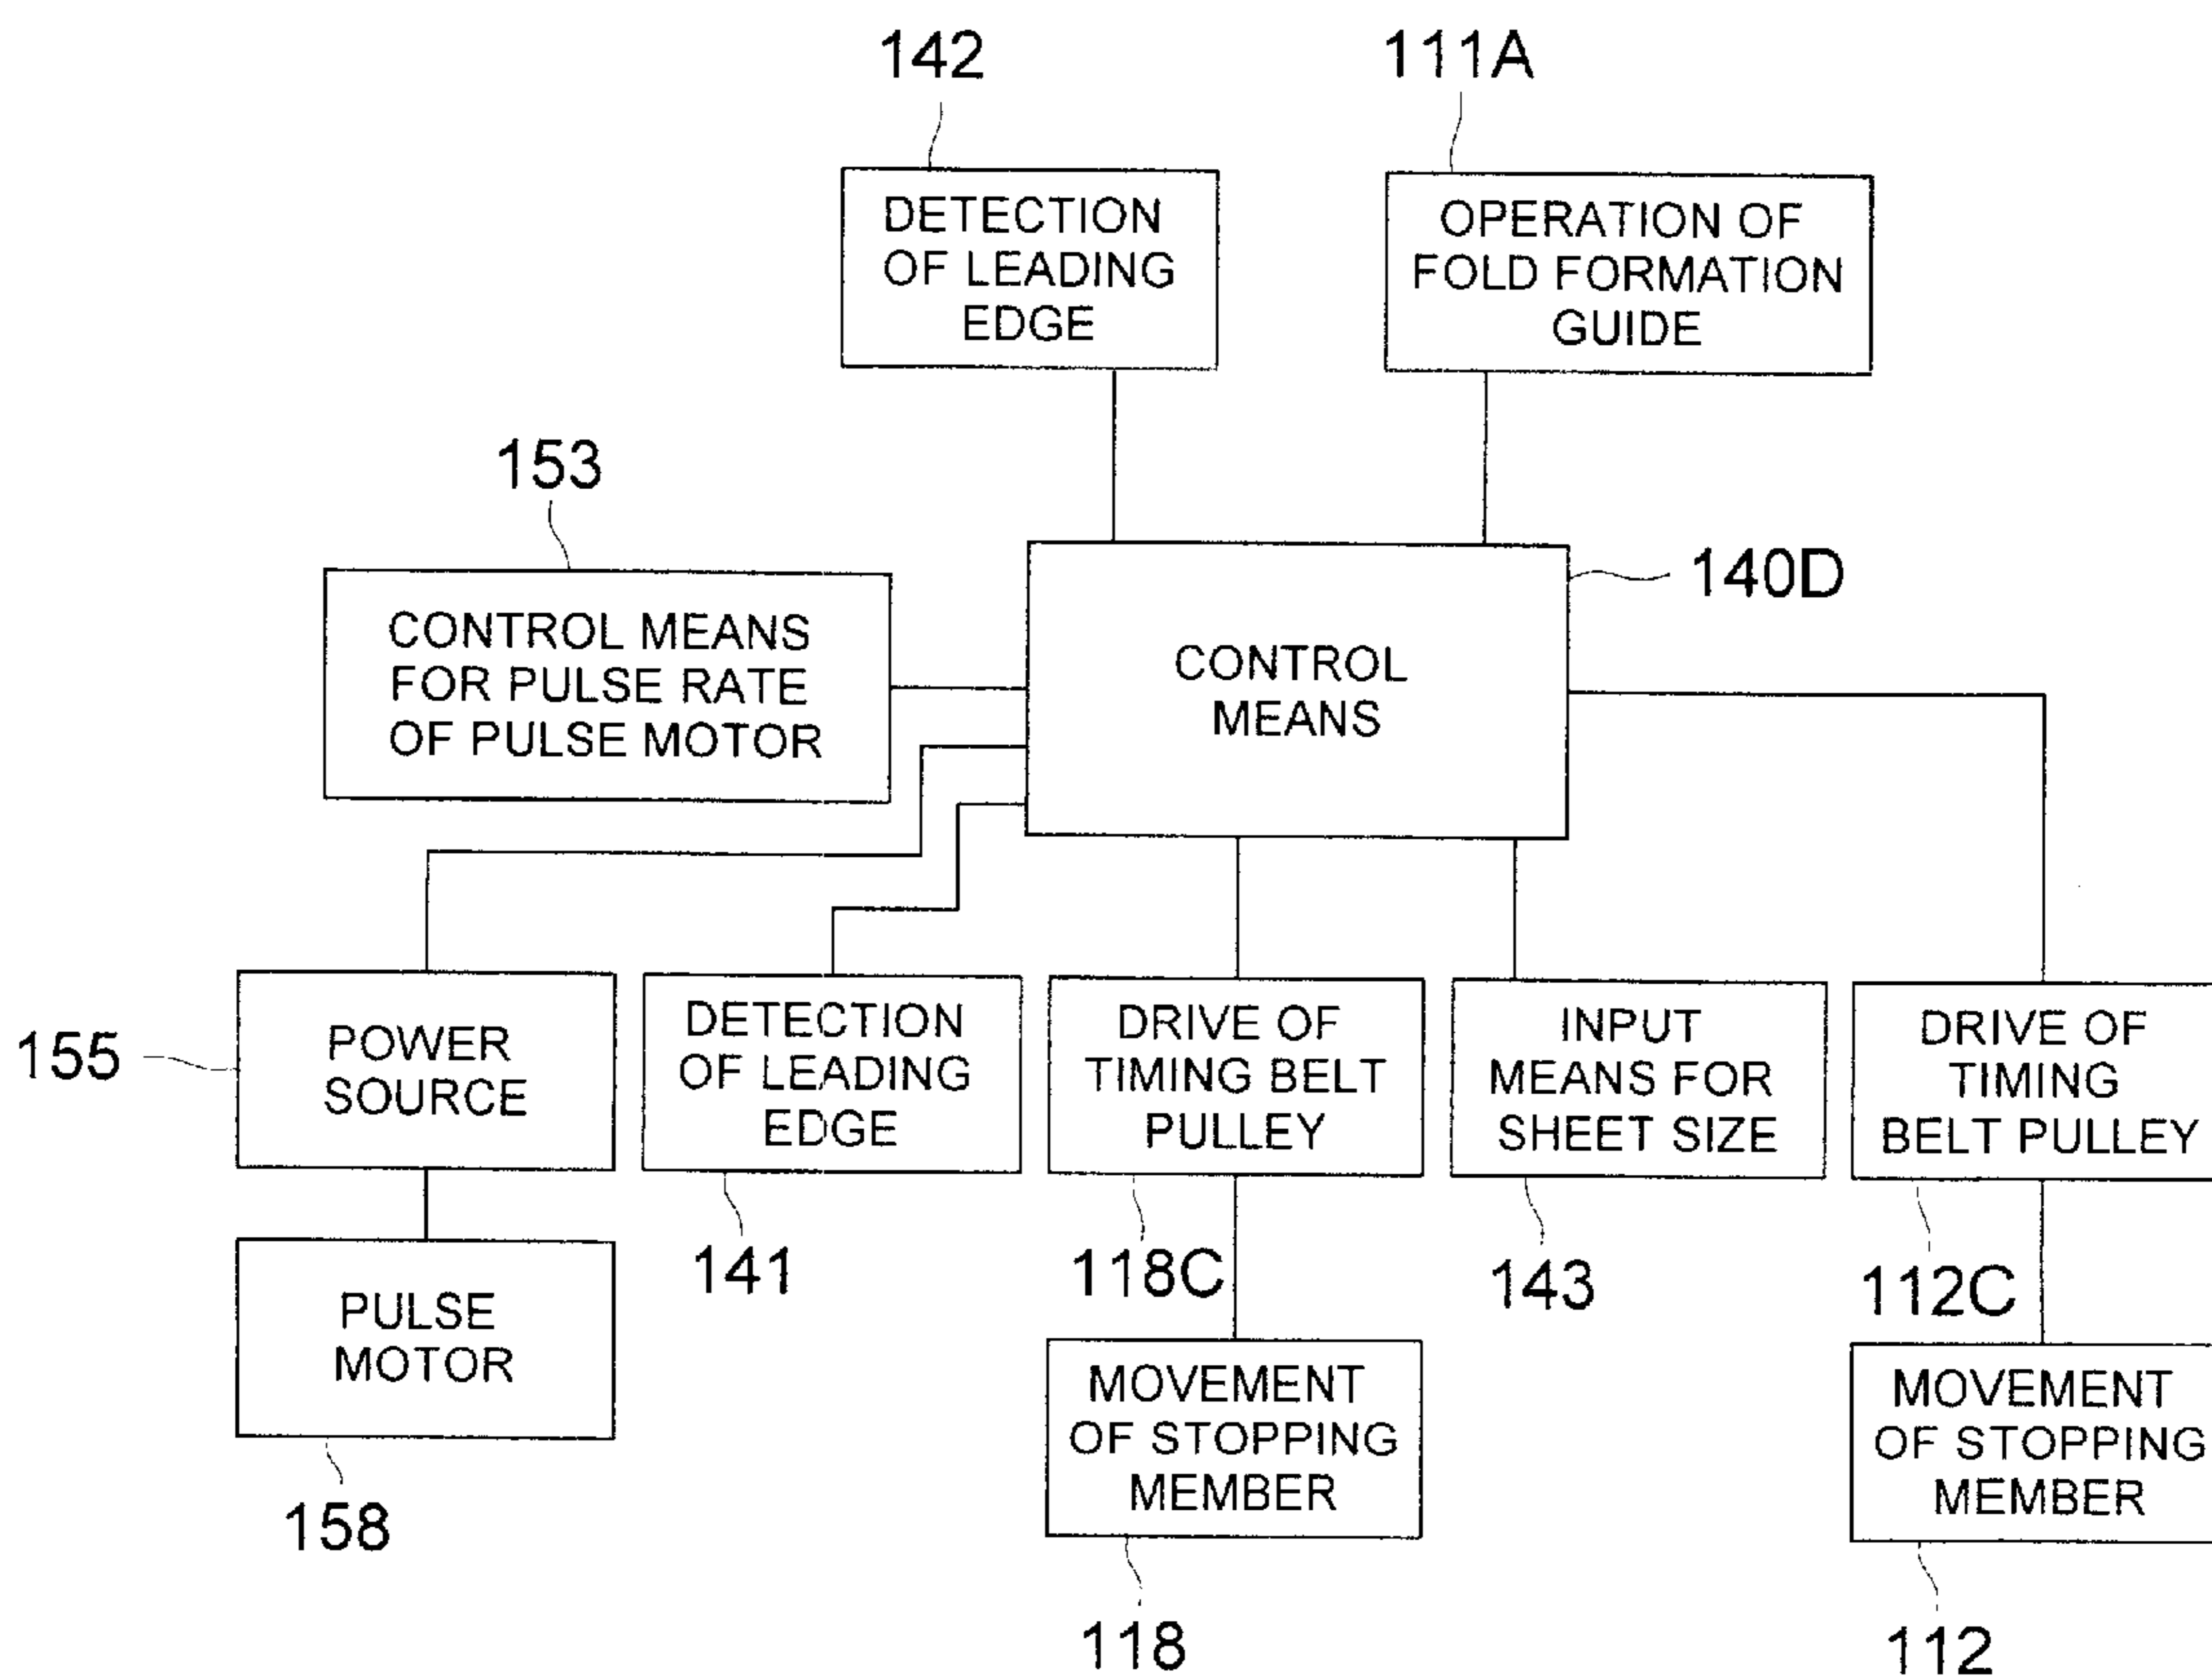 142
111A
DETECTION
OF LEADING
EDGE
OPERATION OF
FOLD FORMATION
GUIDE
153
140D
CONTROL MEANS
FOR PULSE RATE
OF PULSE MOTOR
CONTROL
MEANS
155
POWER
SOURCE
DETECTION
OF LEADING
EDGE
DRIVE OF
TIMING BELT
PULLEY
INPUT
MEANS FOR
SHEET SIZE
DRIVE OF
TIMING
BELT PULLEY
141
118C
143
112C
PULSE
MOTOR
MOVEMENT
OF STOPPING
MEMBER
MOVEMENT
OF STOPPING
MEMBER
158
118
112